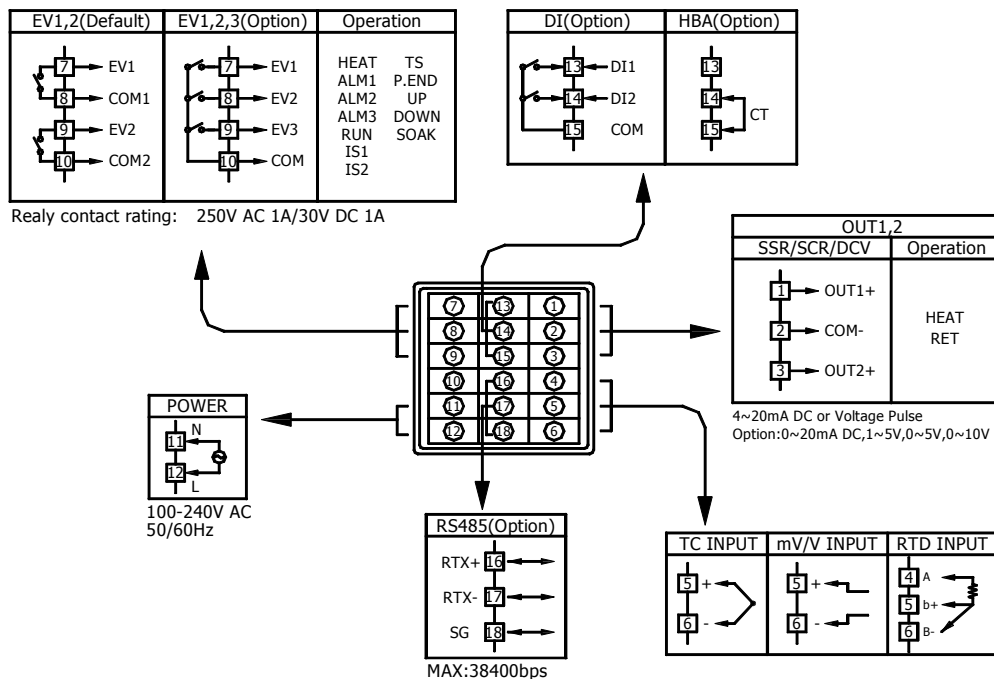 EV1,2(Default) EV1,2,3(Option) Operation
7 EV1
8 COM1
9 EV2
10 COM2
7 EV1
8 EV2
9 EV3
10 COM
HEAT TS
ALM1 P.END
ALM2 UP
ALM3 DOWN
RUN SOAK
IS1
IS2
Realy contact rating: 250V AC 1A/30V DC 1A
DI(Option) HBA(Option)
13 DI1
14 DI2
15 COM
13
14
15
CT
OUT1,2
SSR/SCR/DCV Operation
1 OUT1+
2 COM-
3 OUT2+
HEAT
RET
4~20mA DC or Voltage Pulse
Option:0~20mA DC,1~5V,0~5V,0~10V
7 13 1
8 14 2
9 15 3
10 16 4
11 17 5
12 18 6
POWER
11 N
12 L
100-240V AC
50/60Hz
RS485(Option)
RTX+ 16
RTX- 17
SG 18
MAX:38400bps
TC INPUT mV/V INPUT RTD INPUT
5 +
6 -
5 +
6 -
4 A
5 b+
6 B-